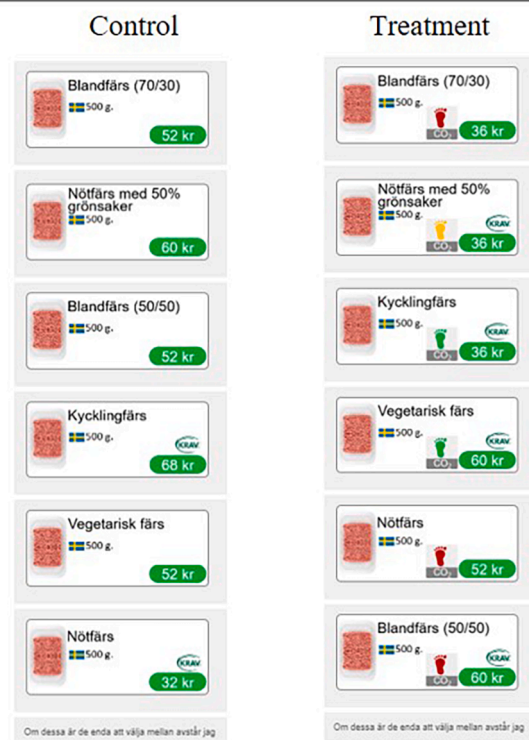 Control
Blandfärs (70/30)
500 g.
52 kr
Nötfärs med 50%
grönsaker
500 g.
60 kr
Blandfärs (50/50)
500 g.
52 kr
Kycklingfärs
500 g.
KRAV
68 kr
Vegetarisk färs
500 g.
52 kr
Nötfärs
500 g.
KRAV
32 kr
Om dessa är de enda att välja mellan avstår jag
Treatment
Blandfärs (70/30)
500 g.
CO₂
36 kr
Nötfärs med 50%
grönsaker
500 g.
KRAV
CO₂
36 kr
Kycklingfärs
500 g.
KRAV
CO₂
36 kr
Vegetarisk färs
500 g.
KRAV
CO₂
60 kr
Nötfärs
500 g.
CO₂
52 kr
Blandfärs (50/50)
500 g.
KRAV
CO₂
60 kr
Om dessa är de enda att välja mellan avstår jag